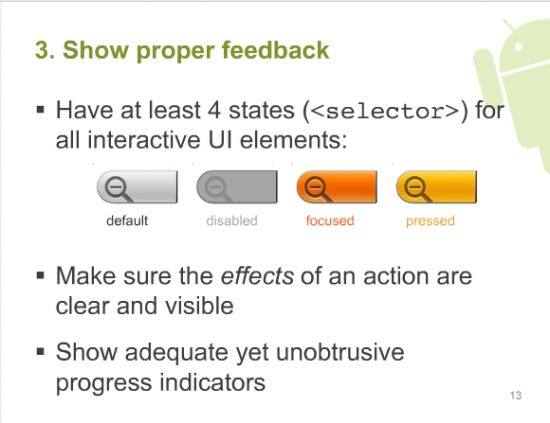 3. Show proper feedback
▪ Have at least 4 states (<selector>) for
all interactive UI elements:
default disabled focused pressed
▪ Make sure the effects of an action are
clear and visible
▪ Show adequate yet unobtrusive
progress indicators
13